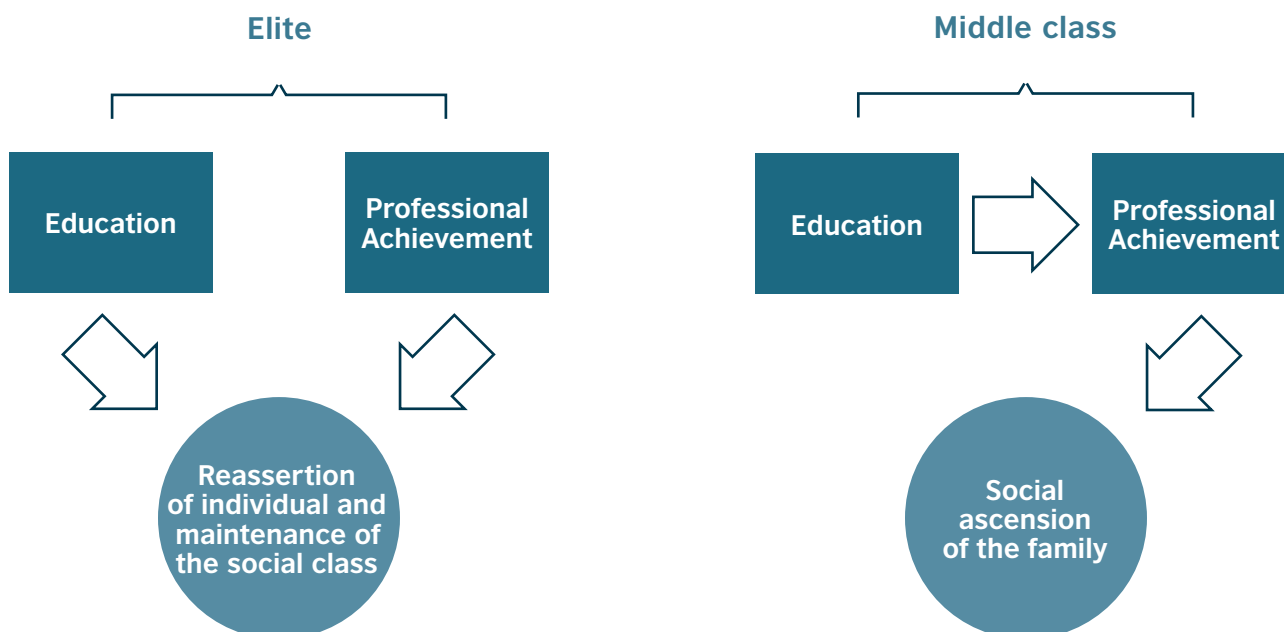 Elite
Education
Professional
Achievement
Reassertion
of individual and
maintenance of
the social class
Middle class
Education
Professional
Achievement
Social
ascension
of the family